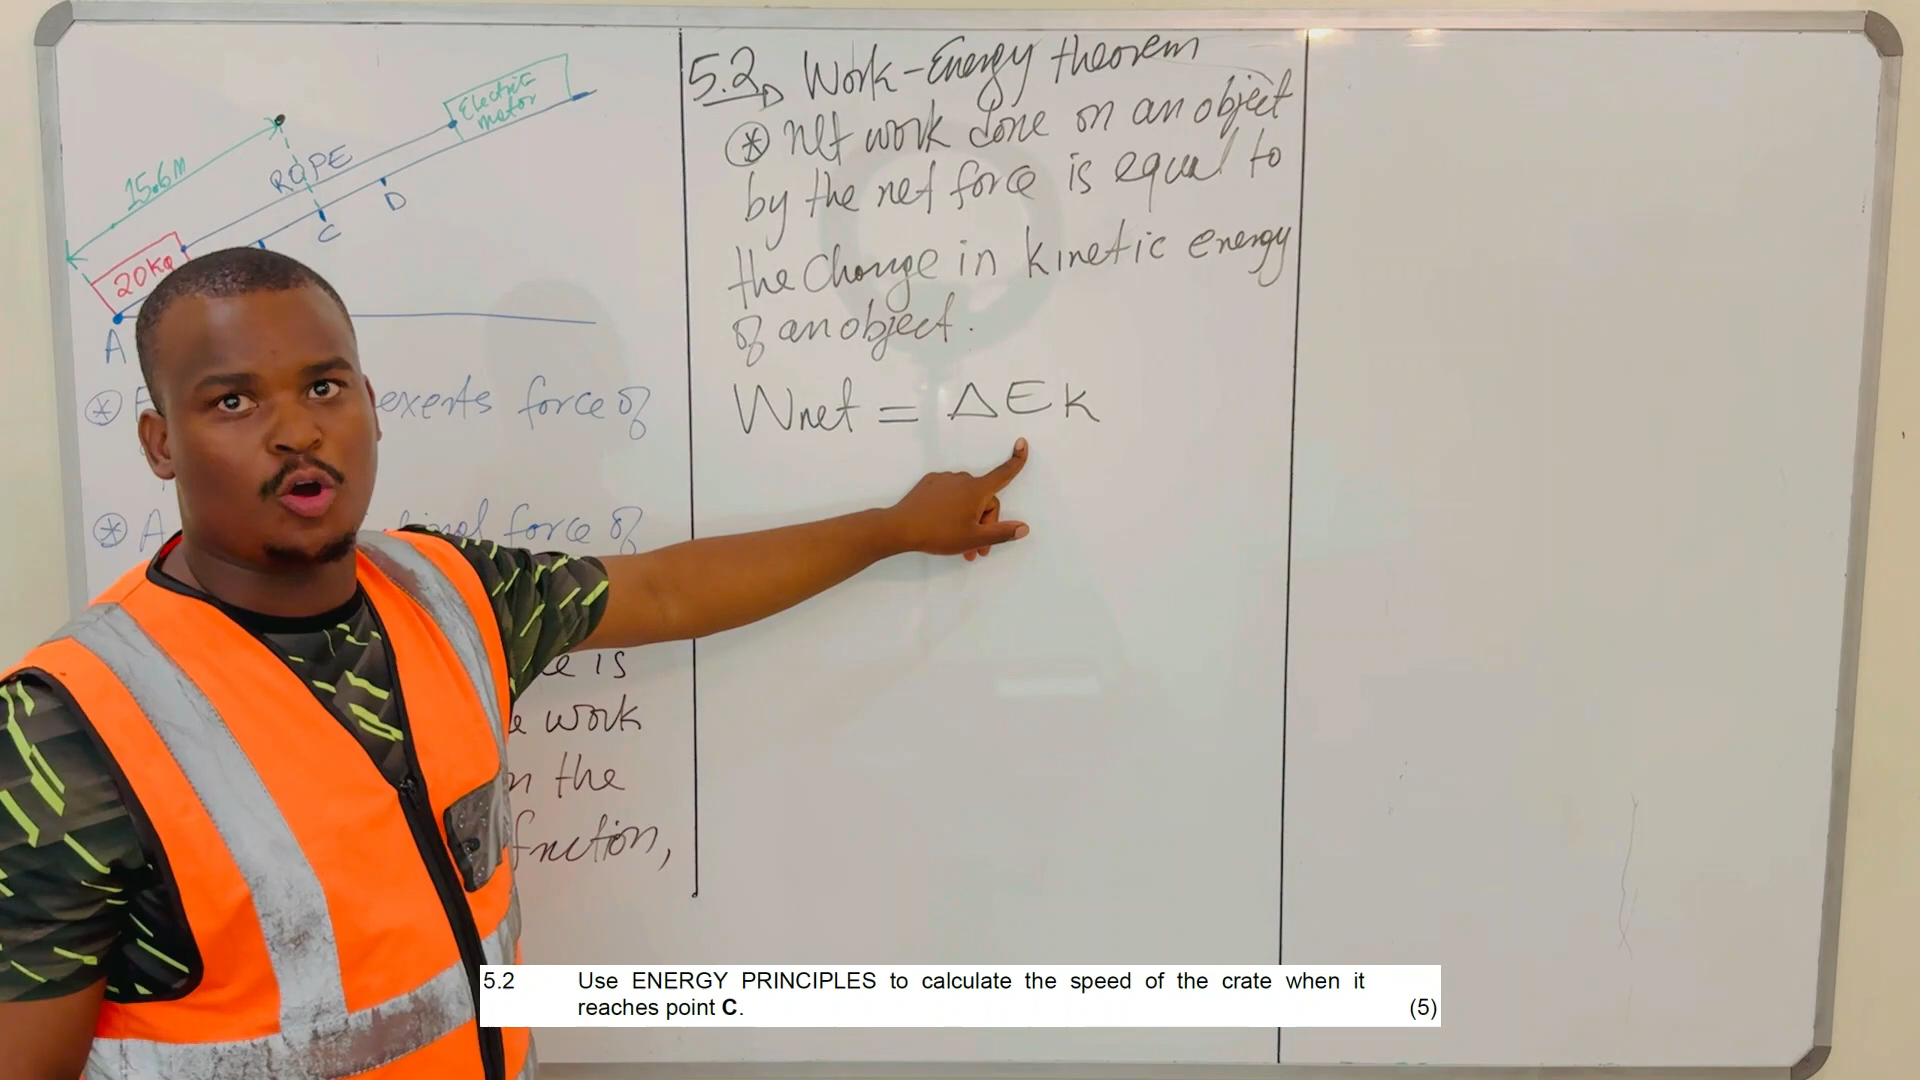 Electric
motor
15.6M
ROPE
D
C
20Kg
A
exerts force of
force of
is
work
the
friction,
5.2 Work-Energy theorem
* Net work done on an object
by the net force is equal to
the change in kinetic energy
of an object.
Wnet = ΔEK
5.2 Use ENERGY PRINCIPLES to calculate the speed of the crate when it
reaches point C. (5)